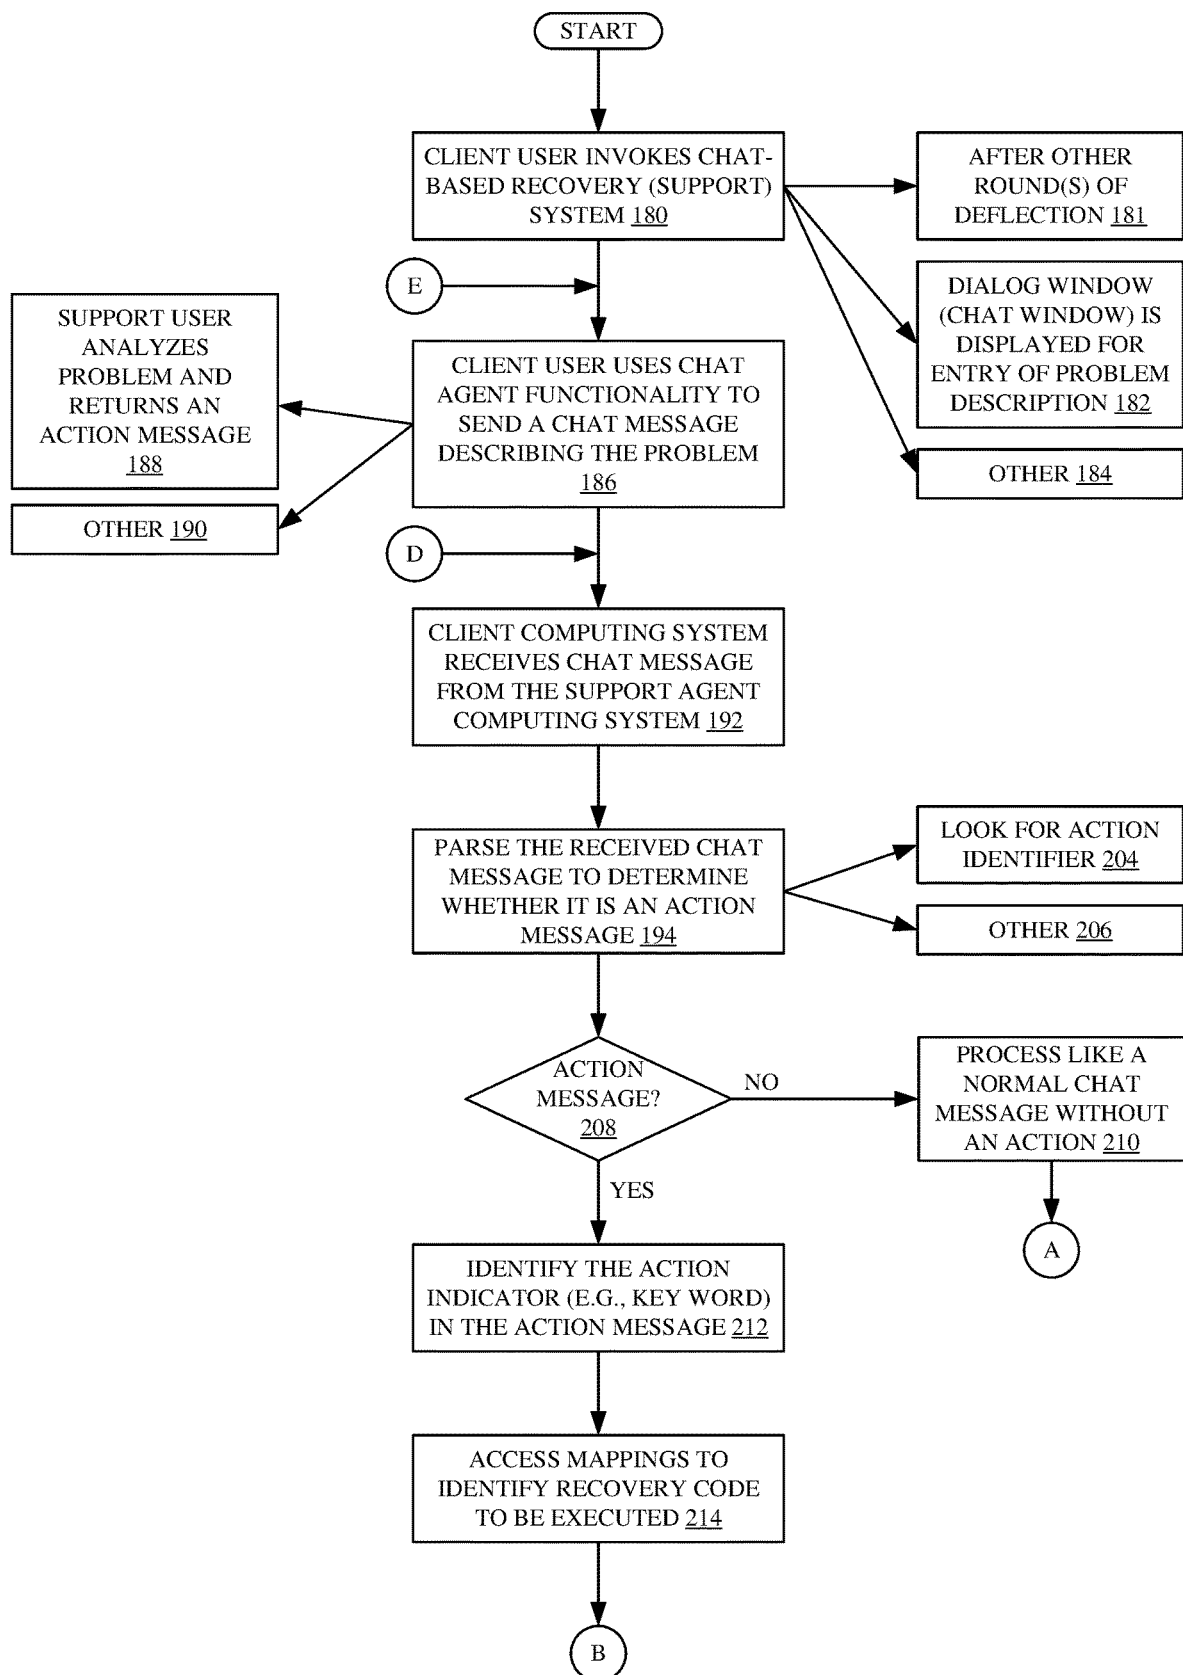 START
CLIENT USER INVOKES CHAT-
BASED RECOVERY (SUPPORT)
SYSTEM 180
AFTER OTHER
ROUND(S) OF
DEFLECTION 181
DIALOG WINDOW
(CHAT WINDOW) IS
DISPLAYED FOR
ENTRY OF PROBLEM
DESCRIPTION 182
OTHER 184
E
CLIENT USER USES CHAT
AGENT FUNCTIONALITY TO
SEND A CHAT MESSAGE
DESCRIBING THE PROBLEM
186
SUPPORT USER
ANALYZES
PROBLEM AND
RETURNS AN
ACTION MESSAGE
188
OTHER 190
D
CLIENT COMPUTING SYSTEM
RECEIVES CHAT MESSAGE
FROM THE SUPPORT AGENT
COMPUTING SYSTEM 192
PARSE THE RECEIVED CHAT
MESSAGE TO DETERMINE
WHETHER IT IS AN ACTION
MESSAGE 194
LOOK FOR ACTION
IDENTIFIER 204
OTHER 206
ACTION
MESSAGE?
208
NO
PROCESS LIKE A
NORMAL CHAT
MESSAGE WITHOUT
AN ACTION 210
A
YES
IDENTIFY THE ACTION
INDICATOR (E.G., KEY WORD)
IN THE ACTION MESSAGE 212
ACCESS MAPPINGS TO
IDENTIFY RECOVERY CODE
TO BE EXECUTED 214
B